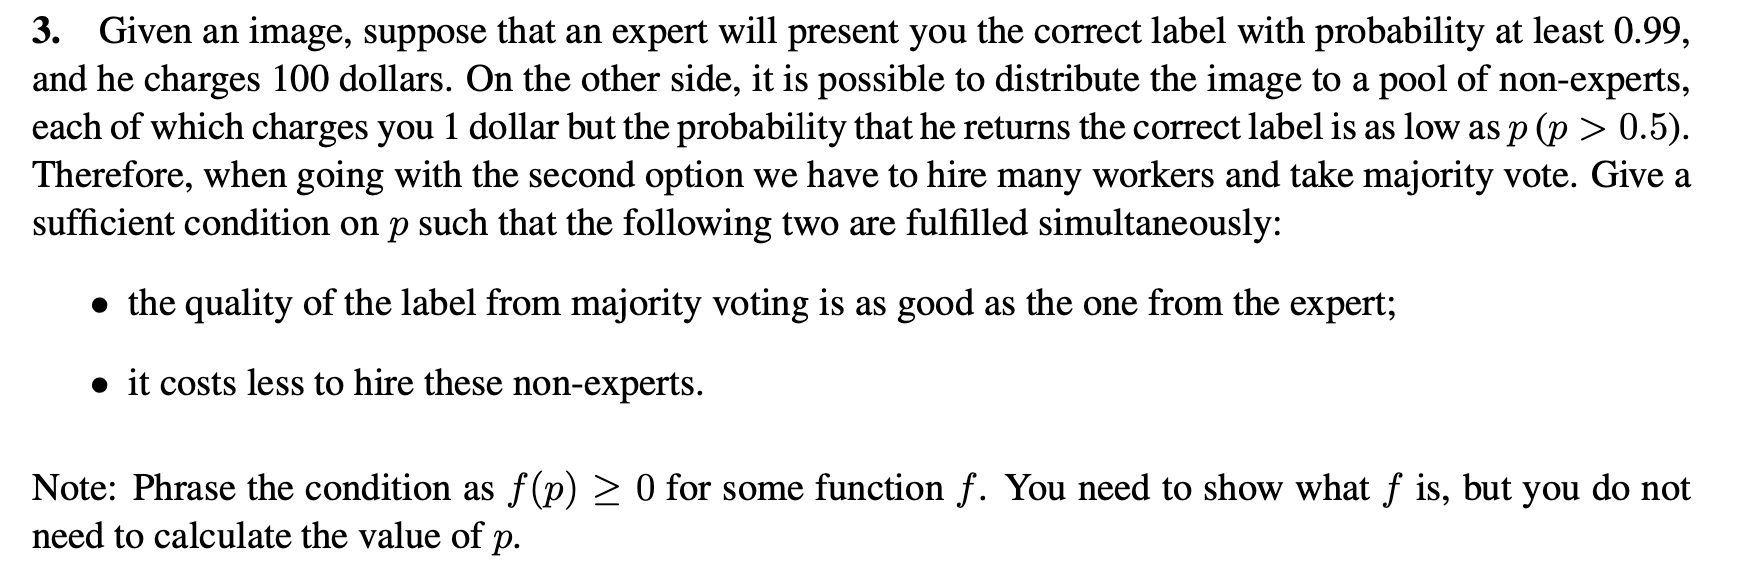 3. Given an image, suppose that an expert will present you the correct label with probability at least 0.99,
and he charges 100 dollars. On the other side, it is possible to distribute the image to a pool of non-experts,
each of which charges you 1 dollar but the probability that he returns the correct label is as low as p (p > 0.5).
Therefore, when going with the second option we have to hire many workers and take majority vote. Give a
sufficient condition on p such that the following two are fulfilled simultaneously:
• the quality of the label from majority voting is as good as the one from the expert;
• it costs less to hire these non-experts.
Note: Phrase the condition as f(p) ≥ 0 for some function f. You need to show what f is, but you do not
need to calculate the value of p.